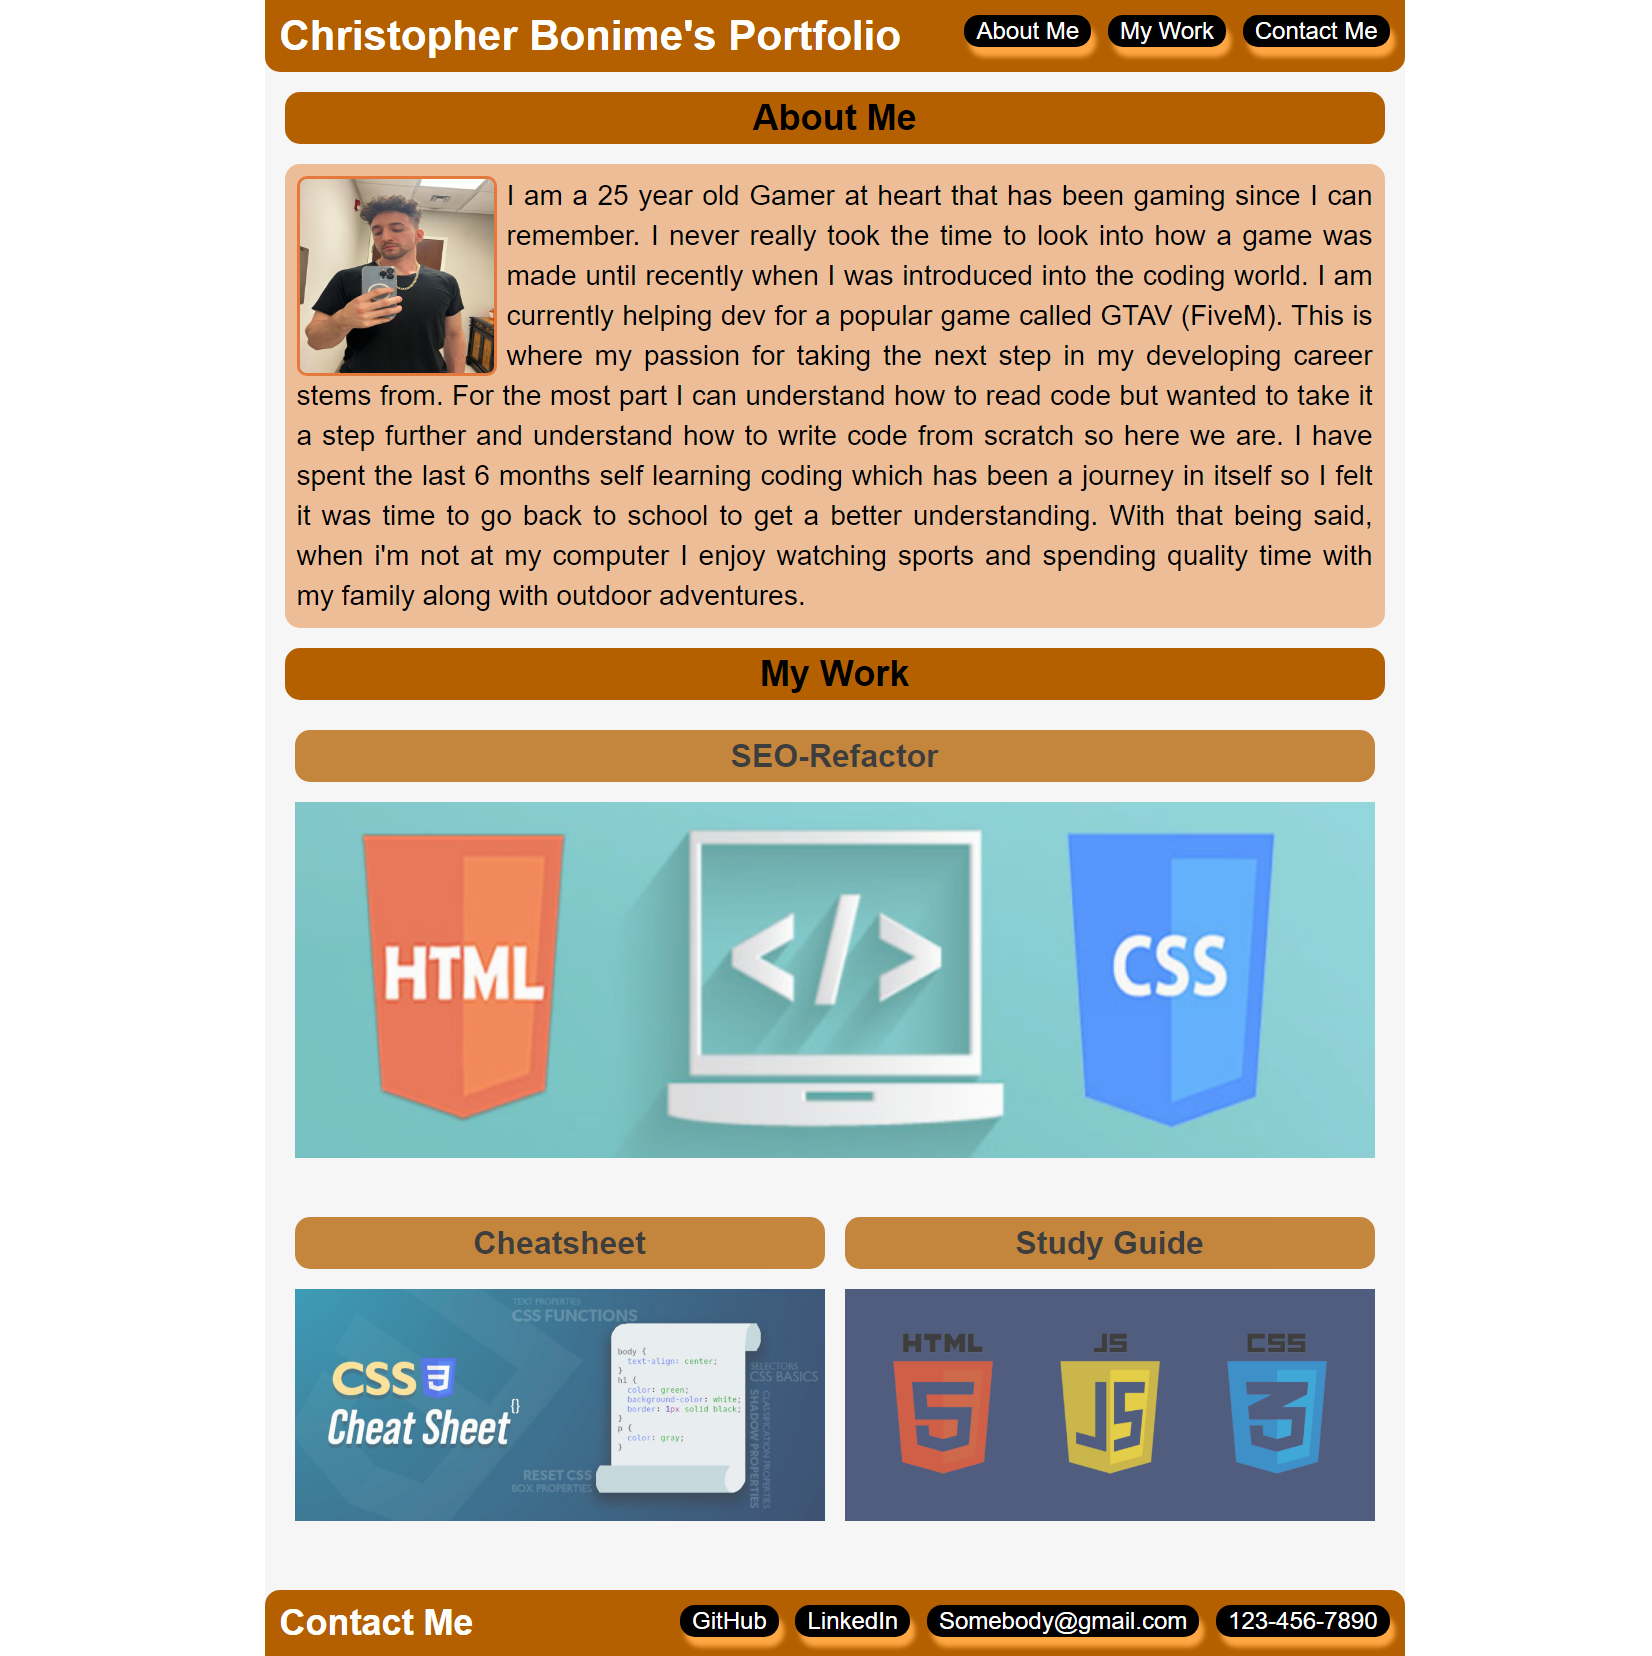 Christopher Bonime's Portfolio
About Me
My Work
Contact Me
About Me
I am a 25 year old Gamer at heart that has been gaming since I can
remember. I never really took the time to look into how a game was
made until recently when I was introduced into the coding world. I am
currently helping dev for a popular game called GTAV (FiveM). This is
where my passion for taking the next step in my developing career
stems from. For the most part I can understand how to read code but wanted to take it
a step further and understand how to write code from scratch so here we are. I have
spent the last 6 months self learning coding which has been a journey in itself so I felt
it was time to go back to school to get a better understanding. With that being said,
when i'm not at my computer I enjoy watching sports and spending quality time with
my family along with outdoor adventures.
My Work
SEO-Refactor
HTML
</>
CSS
Cheatsheet
TEXT PROPERTIES
CSS FUNCTIONS
CSS 3
Cheat Sheet {}
body {
text-align: center;
}
h1 {
color: green;
background-color: white;
border: 1px solid black;
}
p {
color: gray;
}
SELECTORS
CSS BASICS
SHADOW PROPERTIES
CLASSIFICATION PROPERTIES
RESET CSS
BOX PROPERTIES
Study Guide
HTML
JS
CSS
5
JS
3
Contact Me
GitHub
LinkedIn
Somebody@gmail.com
123-456-7890